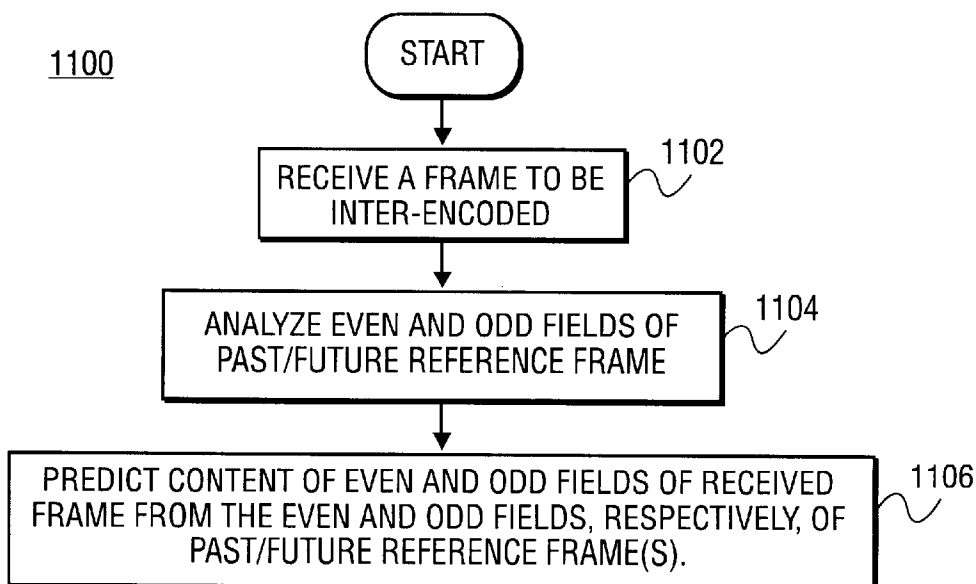 START
1100
1102
RECEIVE A FRAME TO BE
INTER-ENCODED
1104
ANALYZE EVEN AND ODD FIELDS OF
PAST/FUTURE REFERENCE FRAME
1106
PREDICT CONTENT OF EVEN AND ODD FIELDS OF RECEIVED
FRAME FROM THE EVEN AND ODD FIELDS, RESPECTIVELY, OF
PAST/FUTURE REFERENCE FRAME(S).